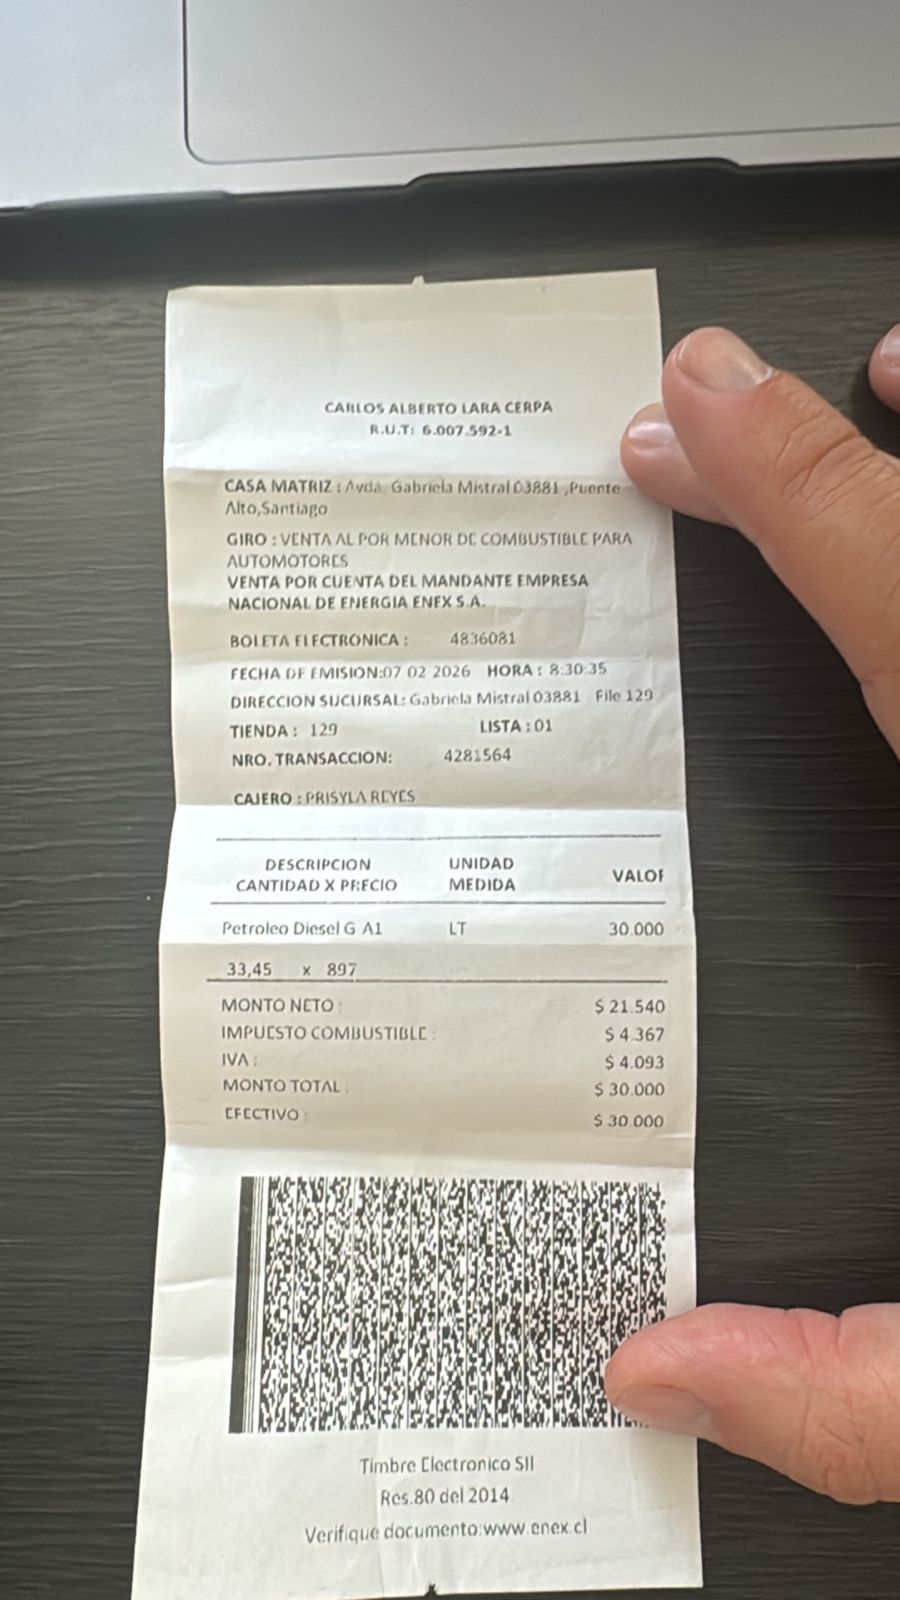 CARLOS ALBERTO LARA CERPA
R.U.T: 6.007.592-1
CASA MATRIZ : Avda. Gabriela Mistral 03881 ,Puente
Alto,Santiago
GIRO : VENTA AL POR MENOR DE COMBUSTIBLE PARA
AUTOMOTORES
VENTA POR CUENTA DEL MANDANTE EMPRESA
NACIONAL DE ENERGIA ENEX S.A.
BOLETA ELECTRONICA : 4836081
FECHA DE EMISION:07 02 2026 HORA : 8:30:35
DIRECCION SUCURSAL: Gabriela Mistral 03881 File 129
TIENDA : 129 LISTA : 01
NRO. TRANSACCION: 4281564
CAJERO : PRISYLA REYES
DESCRIPCION UNIDAD
CANTIDAD X PRECIO MEDIDA VALOR
Petroleo Diesel G A1 LT 30.000
33,45 x 897
MONTO NETO : $ 21.540
IMPUESTO COMBUSTIBLE : $ 4.367
IVA : $ 4.093
MONTO TOTAL : $ 30.000
EFECTIVO : $ 30.000
Timbre Electronico SII
Res.80 del 2014
Verifique documento:www.enex.cl